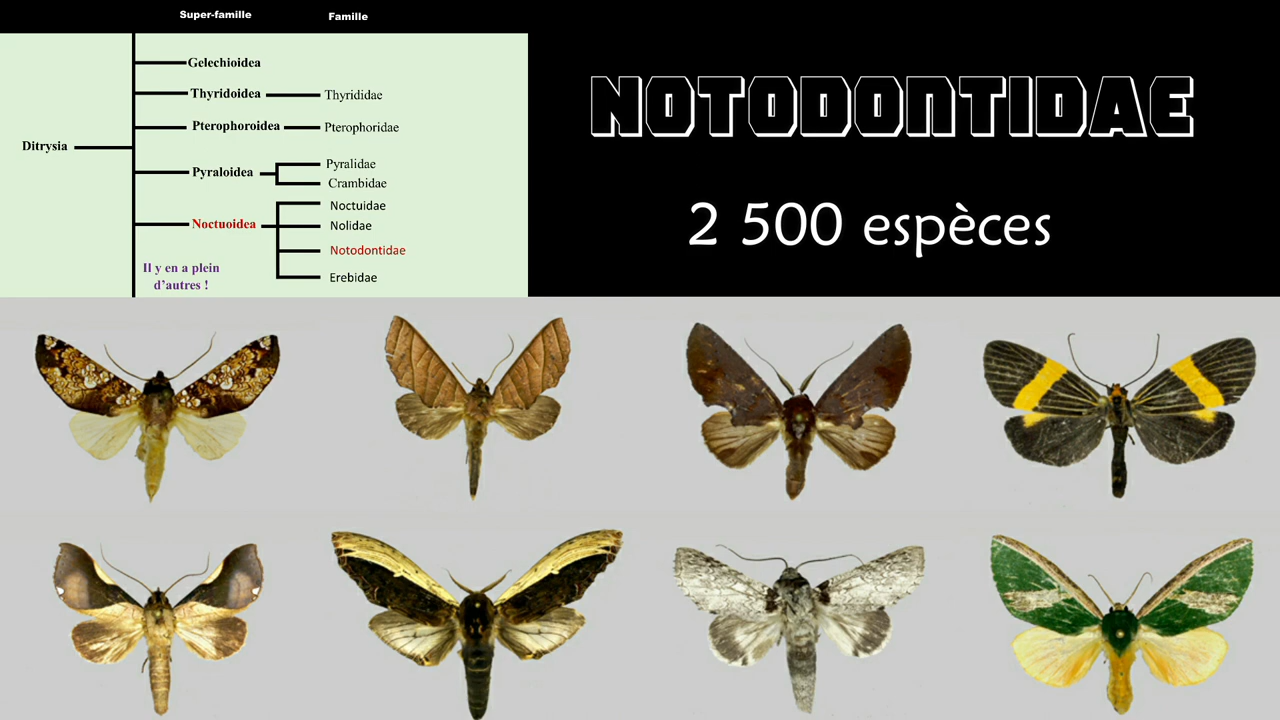 Super-famille Famille
Gelechioidea
Thyridoidea Thyrididae
Pterophoroidea Pterophoridae
Ditrysia
Pyraloidea Pyralidae
Crambidae
Noctuidae
Noctuoidea Nolidae
Notodontidae
Erebidae
Il y en a plein
d'autres !
NOTODONTIDAE
2 500 espèces